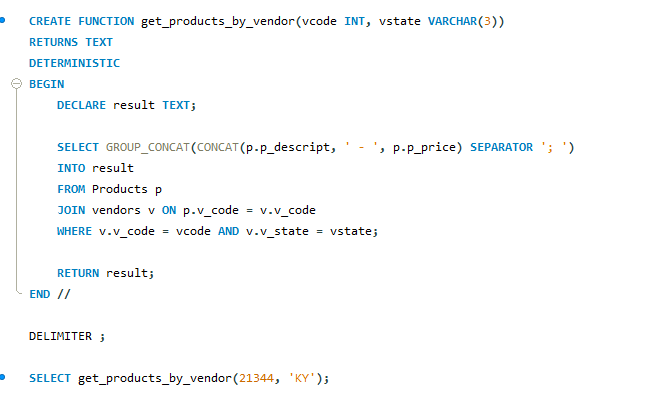 CREATE FUNCTION get_products_by_vendor(vcode INT, vstate VARCHAR(3))
RETURNS TEXT
DETERMINISTIC
BEGIN
    DECLARE result TEXT;
    SELECT GROUP_CONCAT(CONCAT(p.p_descript, ' - ', p.p_price) SEPARATOR '; ')
    INTO result
    FROM Products p
    JOIN vendors v ON p.v_code = v.v_code
    WHERE v.v_code = vcode AND v.v_state = vstate;
    RETURN result;
END //
DELIMITER ;
SELECT get_products_by_vendor(21344, 'KY');